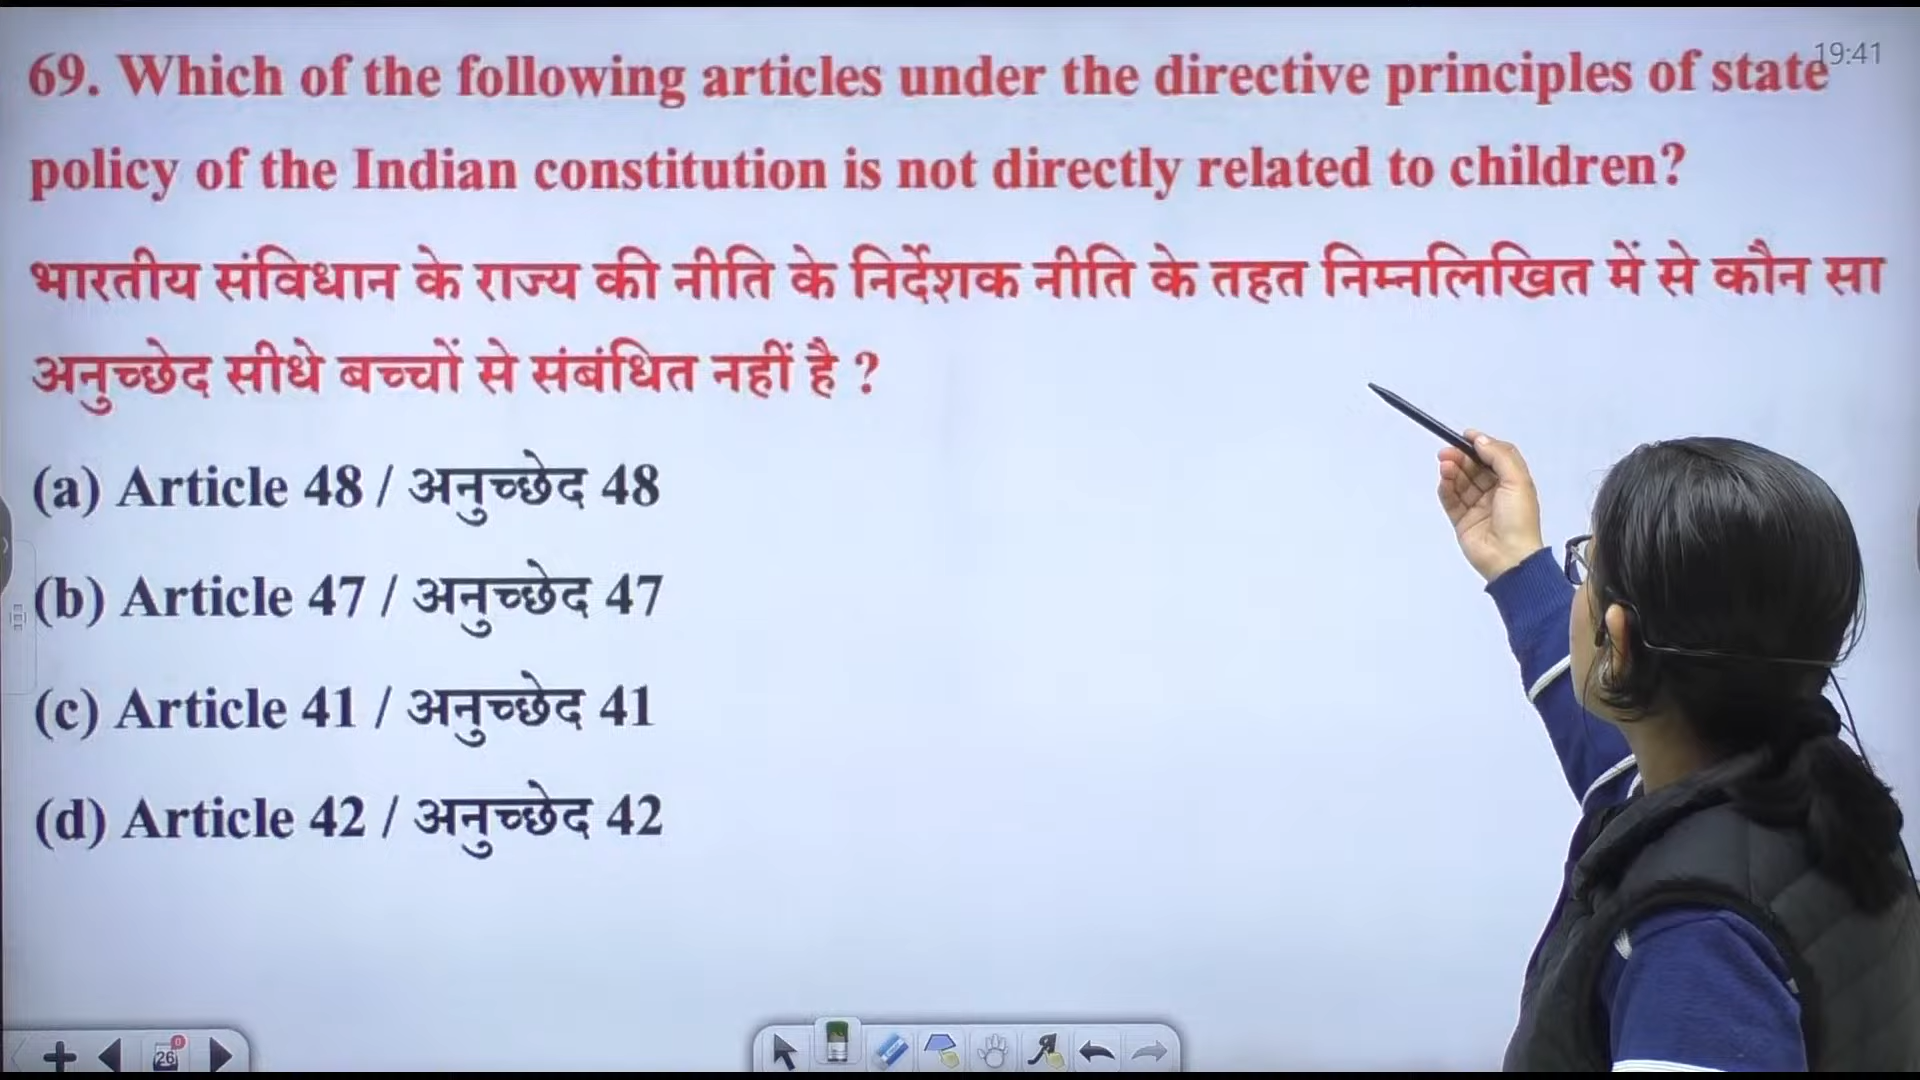 19:41
69. Which of the following articles under the directive principles of state
policy of the Indian constitution is not directly related to children?
भारतीय संविधान के राज्य की नीति के निर्देशक नीति के तहत निम्नलिखित में से कौन सा
अनुच्छेद सीधे बच्चों से संबंधित नहीं है ?
(a) Article 48 / अनुच्छेद 48
(b) Article 47 / अनुच्छेद 47
(c) Article 41 / अनुच्छेद 41
(d) Article 42 / अनुच्छेद 42
26
0